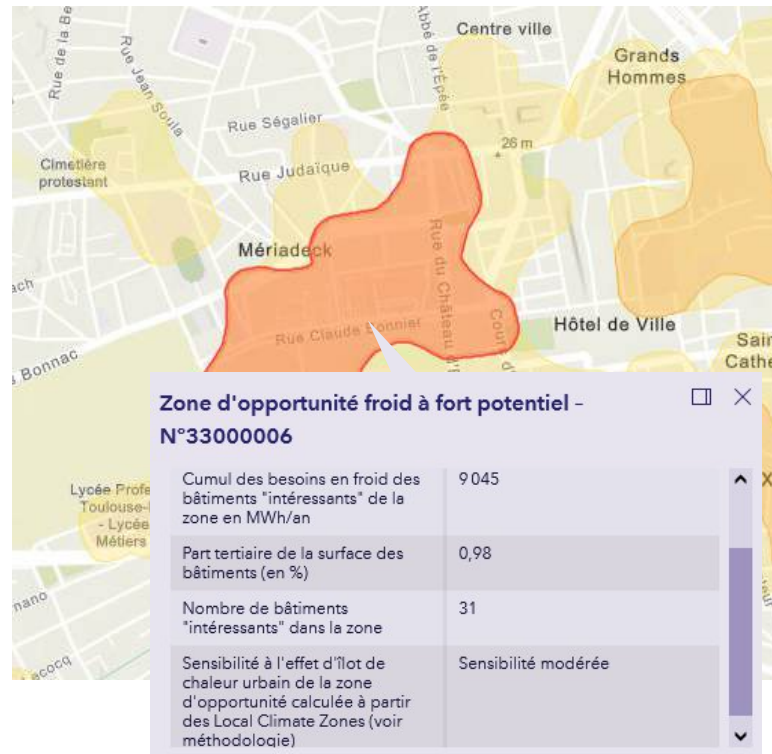 Centre ville
Rue de la Be
Rue Jean Soula
Abbé de l'Épée
Grands
Hommes
Rue Ségalier
26 m
Cimetière
protestant
Rue Judaïque
Mériadeck
Rue du Château d'E
Cours d'
ach
Rue Claude Bonnier
Hôtel de Ville
Sain
Cathe
Bonnac
Zone d'opportunité froid à fort potentiel -
N°33000006
Cumul des besoins en froid des
bâtiments "intéressants" de la
zone en MWh/an
9 045
Part tertiaire de la surface des
bâtiments (en %)
0,98
Nombre de bâtiments
"intéressants" dans la zone
31
Sensibilité à l'effet d'îlot de
chaleur urbain de la zone
d'opportunité calculée à partir
des Local Climate Zones (voir
méthodologie)
Sensibilité modérée
Lycée Profe
Toulouse-
- Lycée
Métiers
nano
ecocq
X